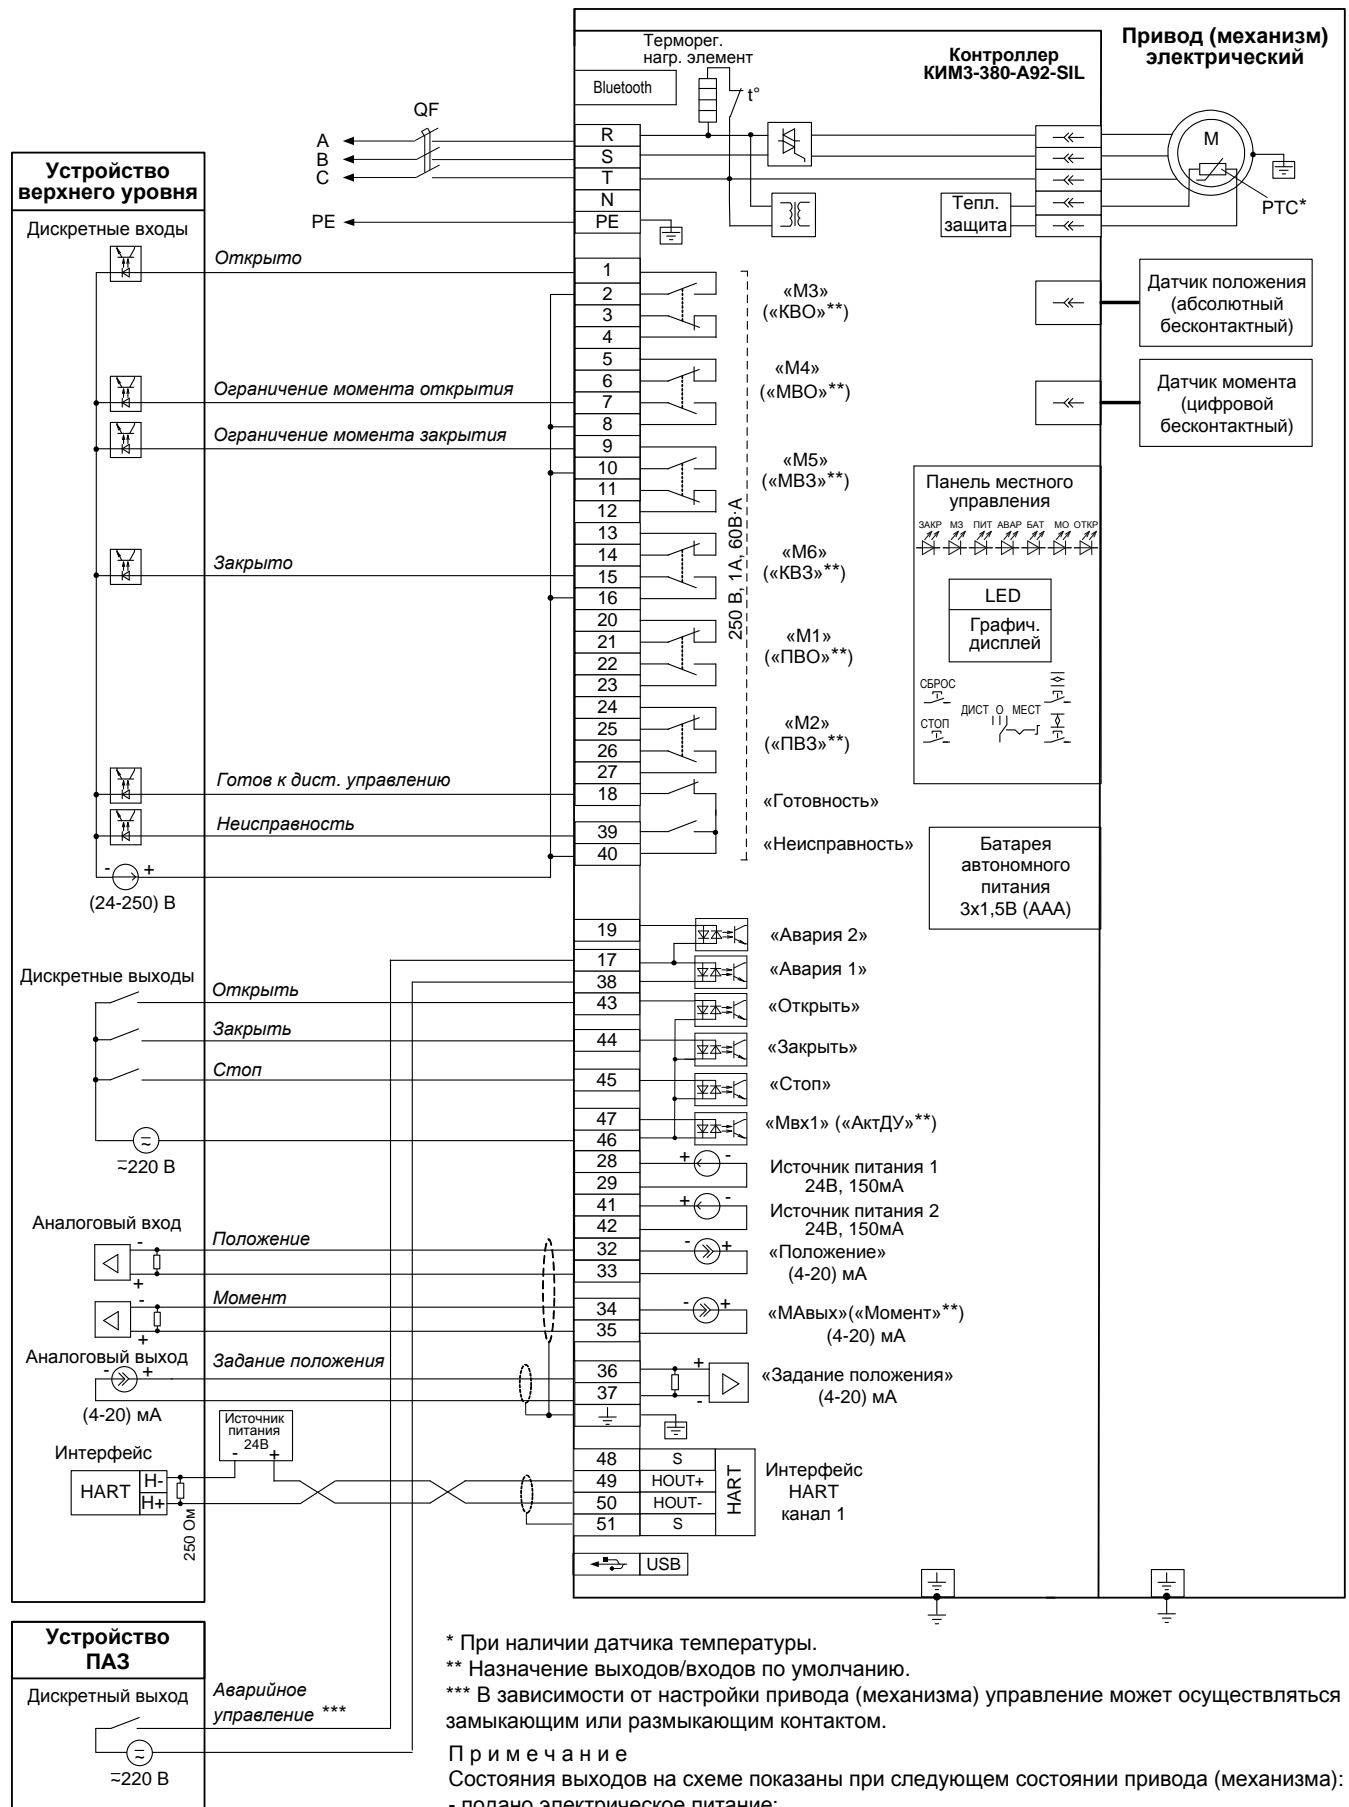 Привод (механизм)
электрический
Контроллер
КИМ3-380-А92-SIL
Терморег.
нагр. элемент
Bluetooth
t°
QF
A
B
C
PE
R
S
T
N
PE
M
PTC*
Тепл.
защита
Устройство
верхнего уровня
Дискретные входы
Открыто
Ограничение момента открытия
Ограничение момента закрытия
Закрыто
Готов к дист. управлению
Неисправность
- +
(24-250) В
1
2
3
4
5
6
7
8
9
10
11
12
13
14
15
16
20
21
22
23
24
25
26
27
18
39
40
«М3»
(«КВО»**)
«М4»
(«МВО»**)
«М5»
(«МВЗ»**)
«М6»
(«КВЗ»**)
«М1»
(«ПВО»**)
«М2»
(«ПВЗ»**)
«Готовность»
«Неисправность»
250 В, 1А, 60В·А
Датчик положения
(абсолютный
бесконтактный)
Датчик момента
(цифровой
бесконтактный)
Панель местного
управления
ЗАКР МЗ ПИТ АВАР БАТ МО ОТКР
LED
Графич.
дисплей
СБРОС
СТОП
ДИСТ О МЕСТ
Батарея
автономного
питания
3х1,5В (ААА)
Дискретные выходы
Открыть
Закрыть
Стоп
≂220 В
19
17
38
43
44
45
47
46
28
29
41
42
32
33
34
35
36
37
«Авария 2»
«Авария 1»
«Открыть»
«Закрыть»
«Стоп»
«Мвх1» («АктДУ»**)
+ -
Источник питания 1
24В, 150мА
+ -
Источник питания 2
24В, 150мА
- +
«Положение»
(4-20) мА
- +
«МАвых»(«Момент»**)
(4-20) мА
+
-
«Задание положения»
(4-20) мА
Аналоговый вход
-
+
Положение
-
+
Момент
Аналоговый выход
- +
Задание положения
(4-20) мА
Источник
питания
24В
- +
Интерфейс
HART
H-
H+
250 Ом
48 S
49 HOUT+
50 HOUT-
51 S
HART
Интерфейс
HART
канал 1
USB
Устройство
ПАЗ
Дискретный выход
Аварийное
управление ***
≂220 В
* При наличии датчика температуры.
** Назначение выходов/входов по умолчанию.
*** В зависимости от настройки привода (механизма) управление может осуществляться
замыкающим или размыкающим контактом.
Примечание
Состояния выходов на схеме показаны при следующем состоянии привода (механизма):
- подано электрическое питание;